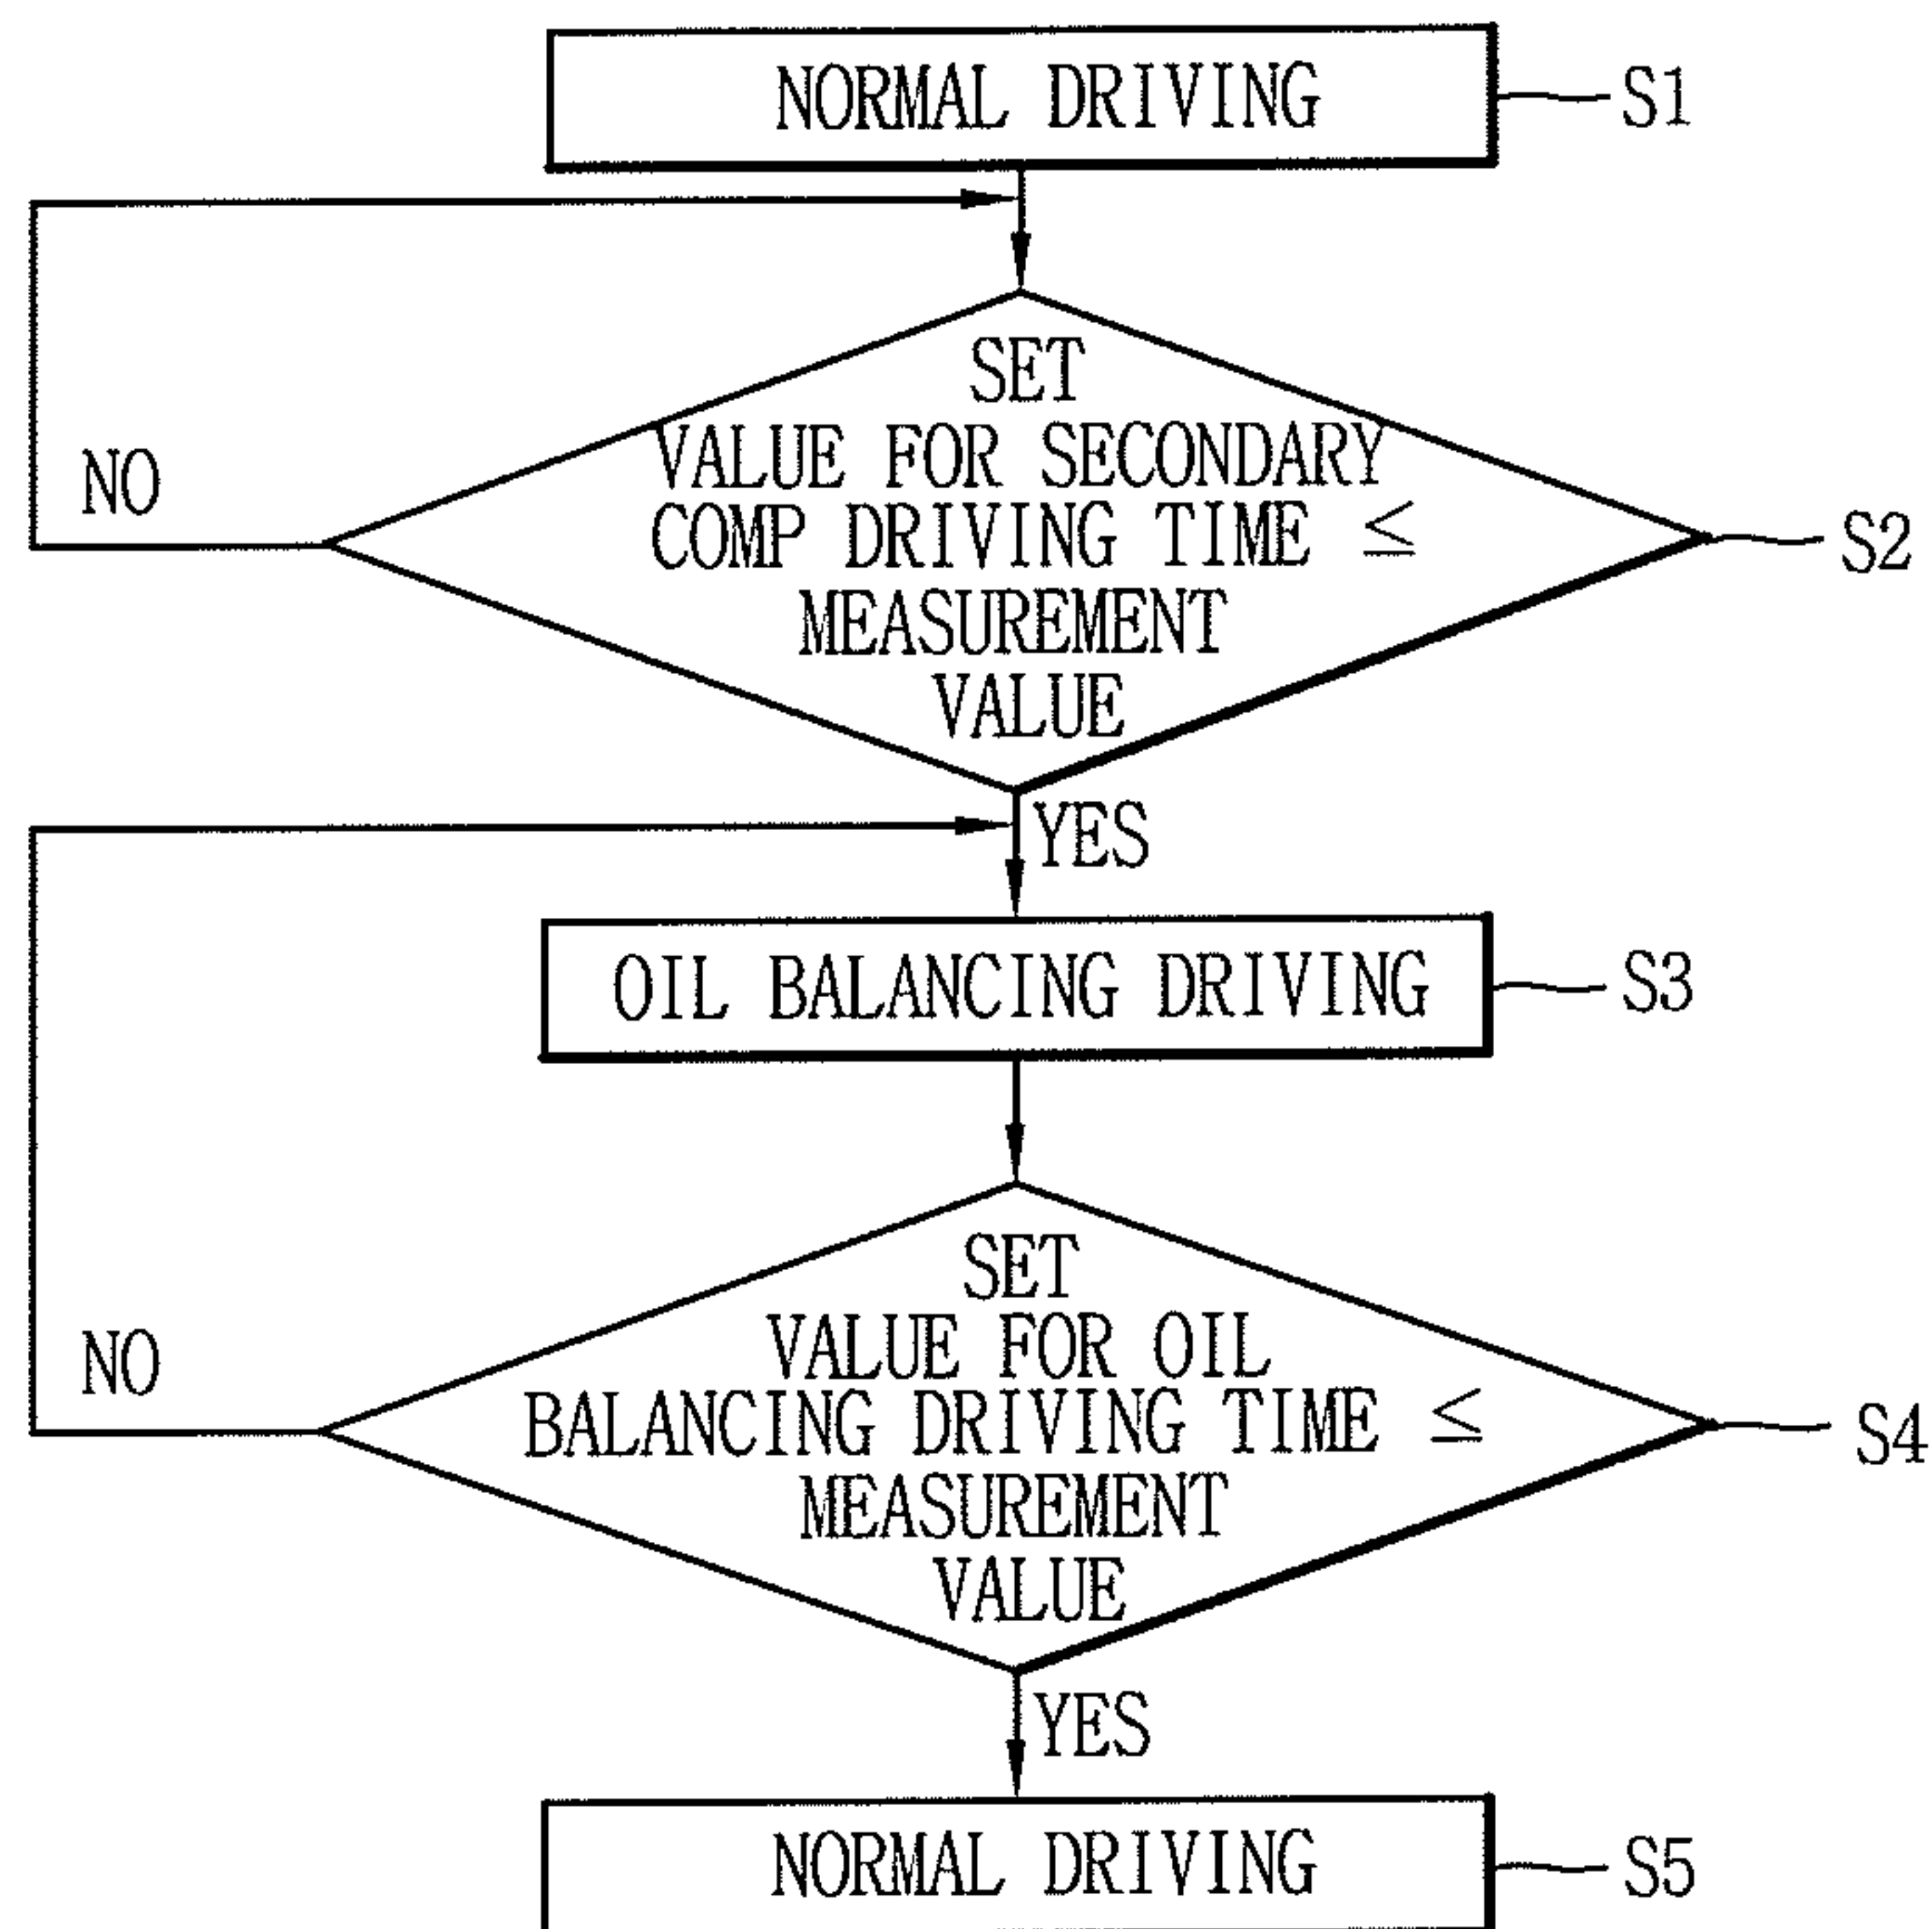 NORMAL DRIVING
S1
SET
VALUE FOR SECONDARY
COMP DRIVING TIME ≤
MEASUREMENT
VALUE
NO
S2
YES
OIL BALANCING DRIVING
S3
SET
VALUE FOR OIL
BALANCING DRIVING TIME ≤
MEASUREMENT
VALUE
NO
S4
YES
NORMAL DRIVING
S5